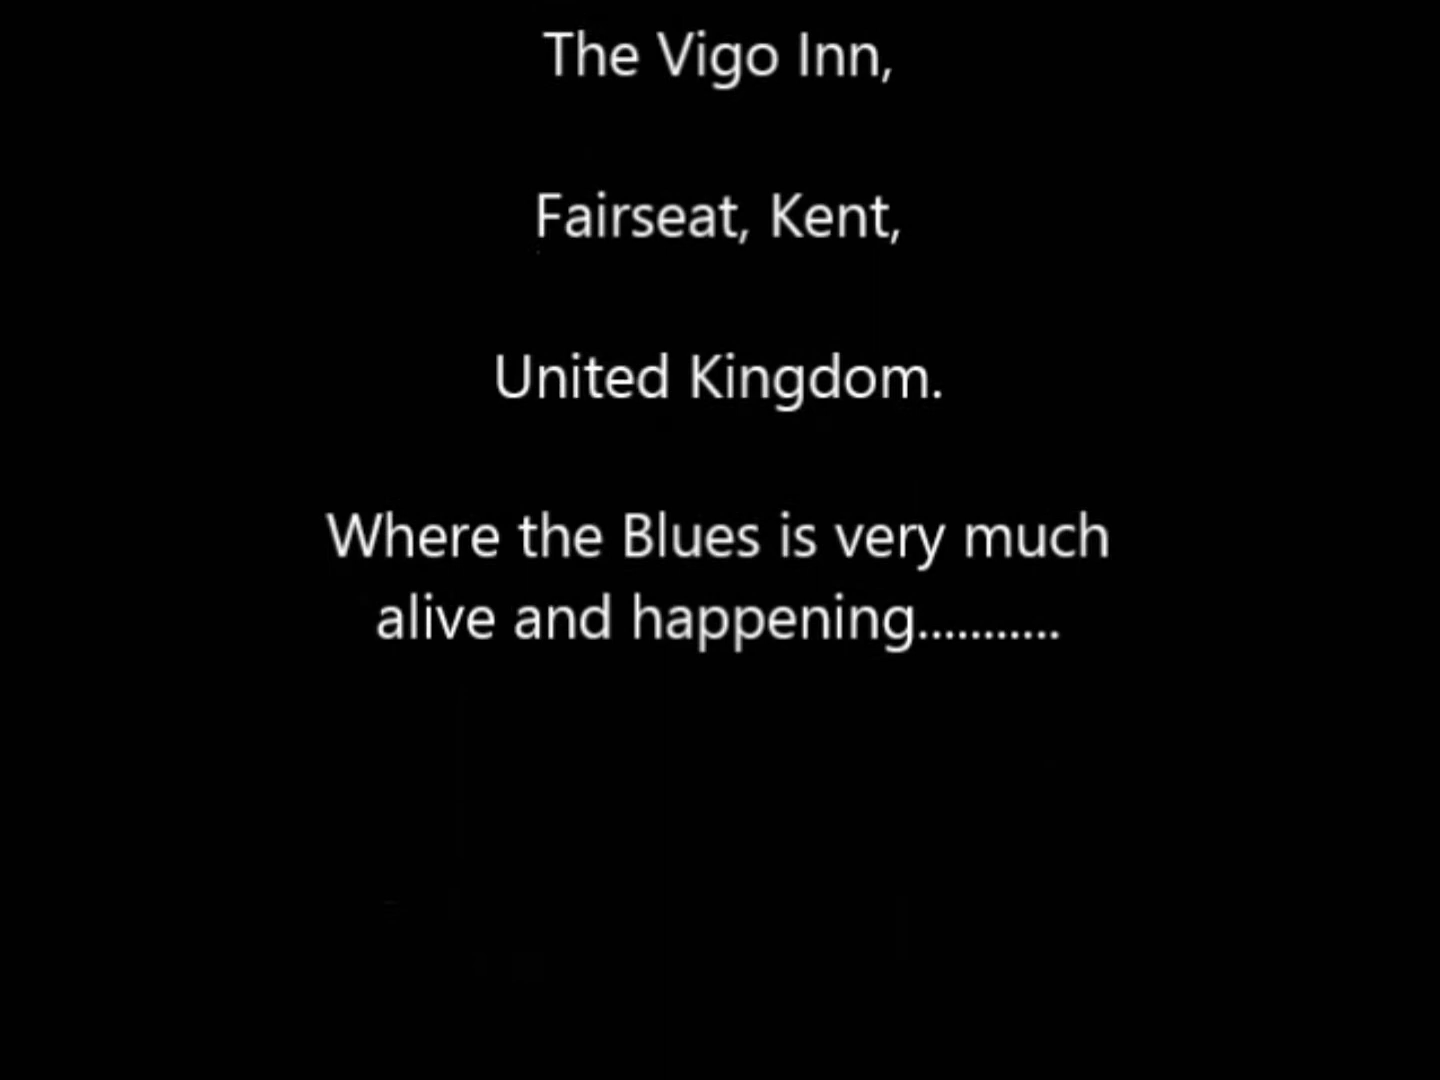 The Vigo Inn,
Fairseat, Kent,
United Kingdom.
Where the Blues is very much
alive and happening...........